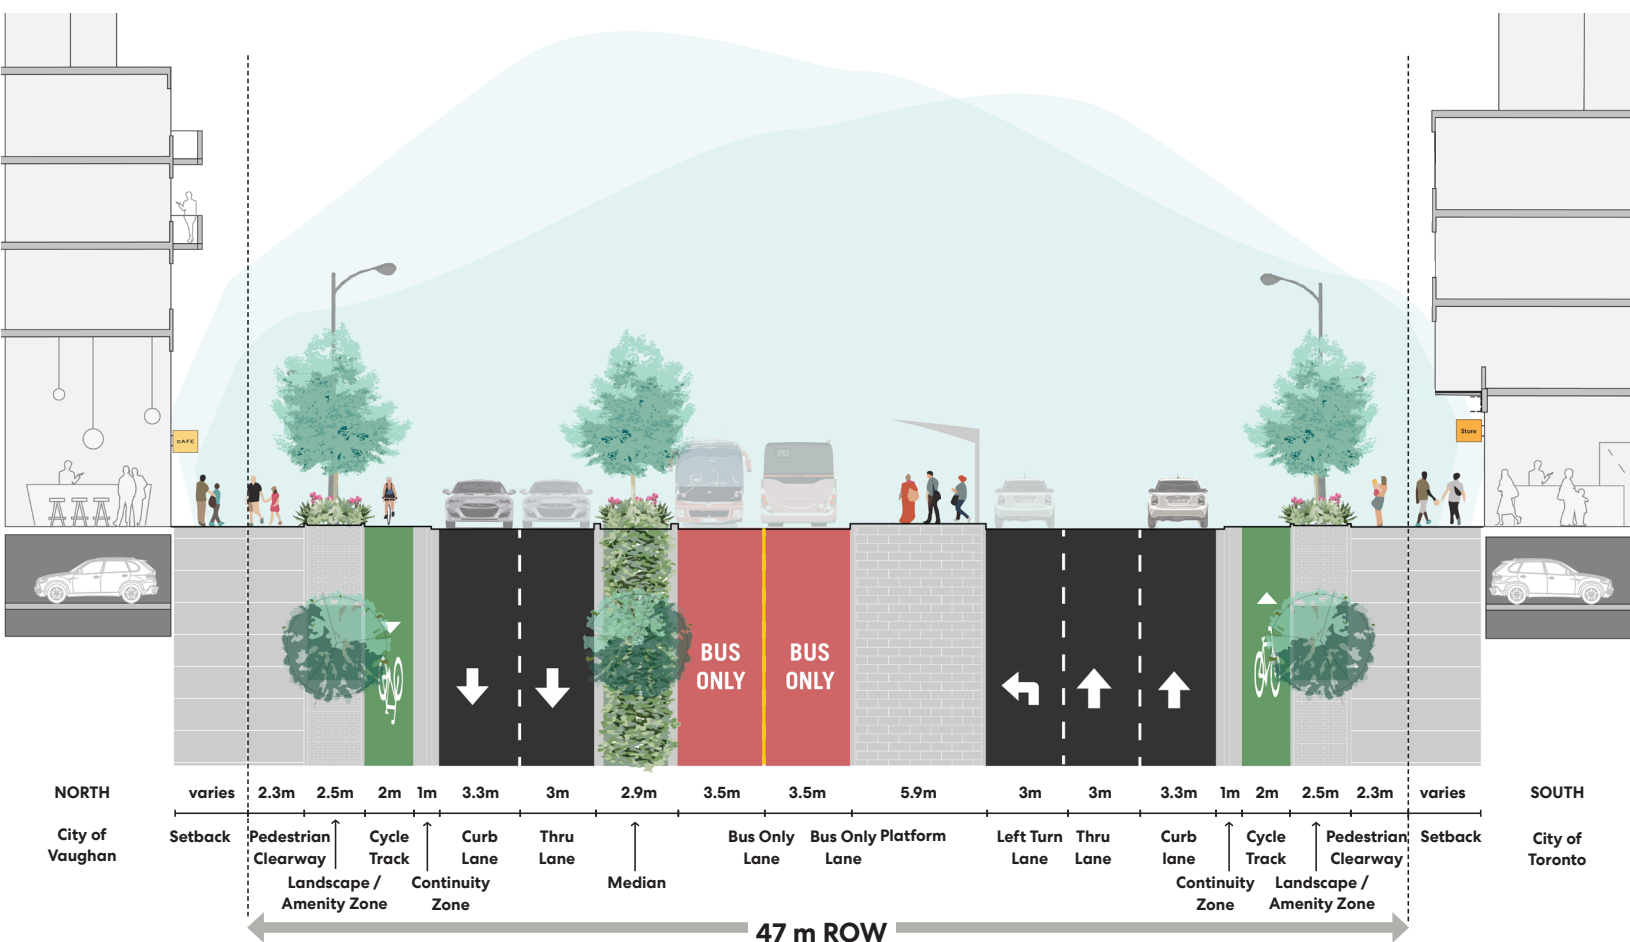 CAFE
Store
BUS
ONLY
BUS
ONLY
NORTH
varies
2.3m
2.5m
2m
1m
3.3m
3m
2.9m
3.5m
3.5m
5.9m
3m
3m
3.3m
1m
2m
2.5m
2.3m
varies
SOUTH
City of
Vaughan
Setback
Pedestrian
Clearway
Landscape /
Amenity Zone
Cycle
Track
Continuity
Zone
Curb
Lane
Thru
Lane
Median
Bus Only
Lane
Bus Only
Lane
Platform
Left Turn
Lane
Thru
Lane
Curb
lane
Continuity
Zone
Cycle
Track
Landscape /
Amenity Zone
Pedestrian
Clearway
Setback
City of
Toronto
47 m ROW